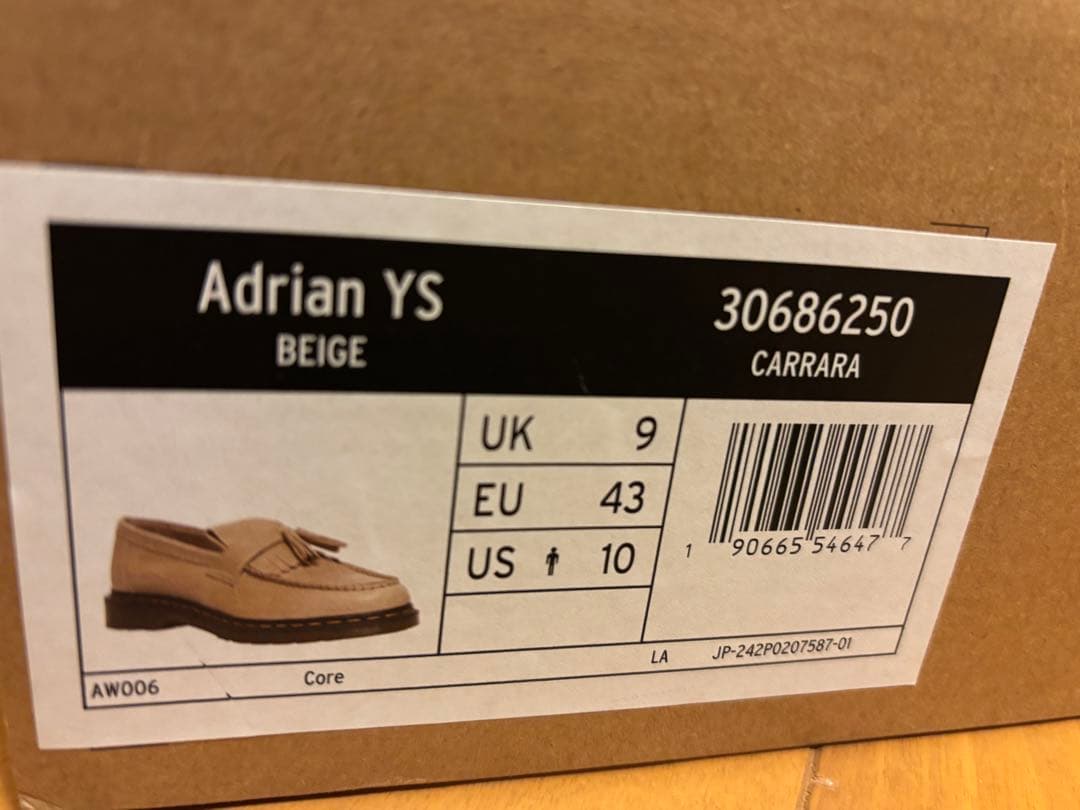 Adrian YS
BEIGE
30686250
CARRARA
UK 9
EU 43
US 10
1 90665 54647 7
AW006
Core
LA
JP-242P0207587-01